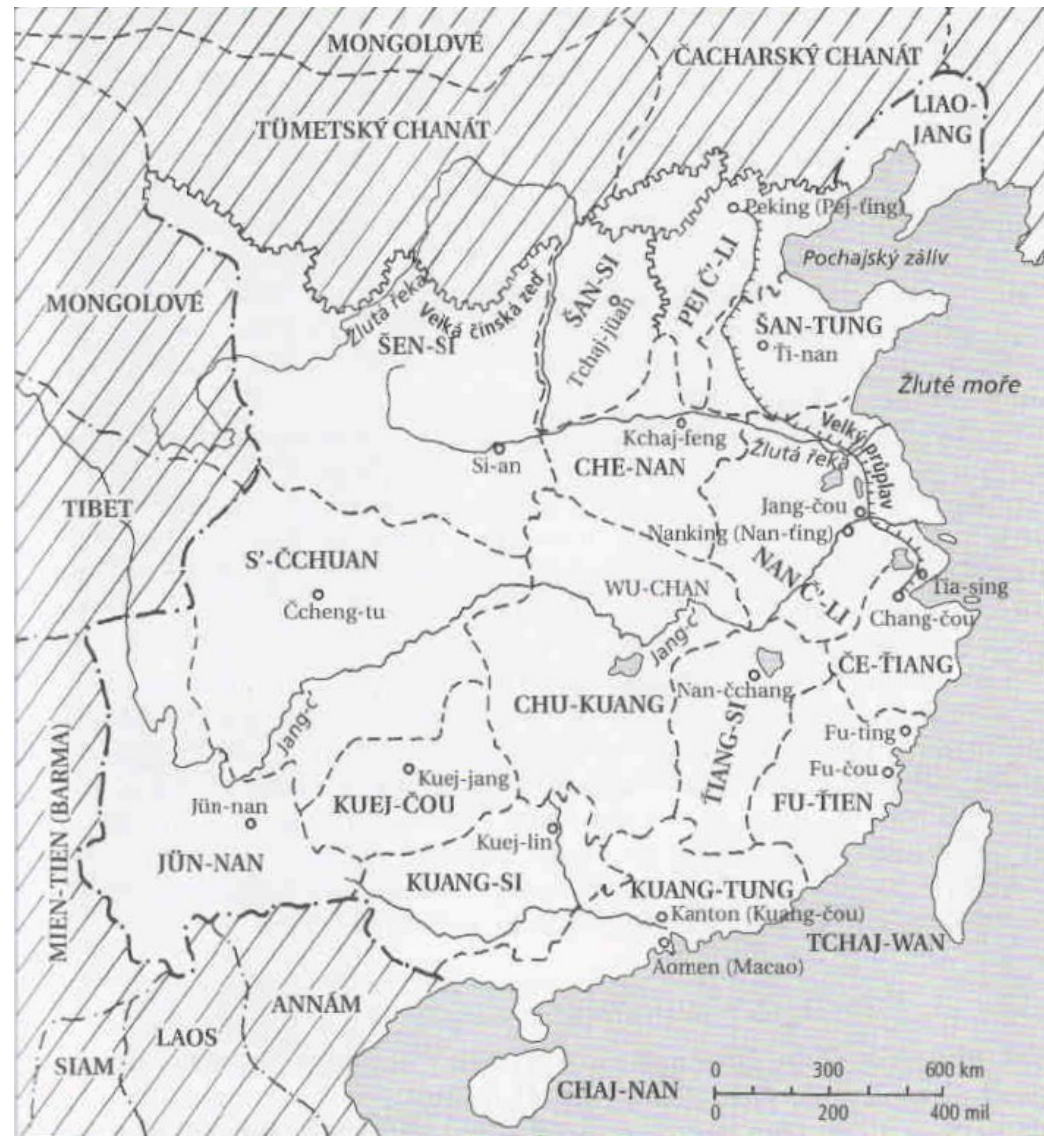 MONGOLOVÉ
ČACHARSKÝ CHANÁT
LIAO-
JANG
TÜMETSKÝ CHANÁT
Peking (Pej-ťing)
Pochajský záliv
MONGOLOVÉ
Žlutá řeka
Velká čínská zeď
ŠAN-SI
Tchaj-jüan
PEJ Č'-LI
ŠAN-TUNG
Ťi-nan
ŠEN-SI
Žluté moře
Si-an
Kchaj-feng
CHE-NAN
Žlutá řeka
Velký průplav
TIBET
Jang-čou
Nanking (Nan-ťing)
S'-ČCHUAN
NAN Č'-LI
Čcheng-tu
WU-CHAN
Ťia-sing
Chang-čou
Jang-c'
ČE-ŤIANG
CHU-KUANG
Nan-čchang
Jang-c'
Fu-ting
ŤIANG-SI
Fu-čou
Kuej-jang
KUEJ-ČOU
FU-ŤIEN
Jün-nan
Kuej-lin
JÜN-NAN
KUANG-SI
KUANG-TUNG
Kanton (Kuang-čou)
MIEN-TIEN (BARMA)
TCHAJ-WAN
Aomen (Macao)
ANNÁM
LAOS
SIAM
CHAJ-NAN
0 300 600 km
0 200 400 mil